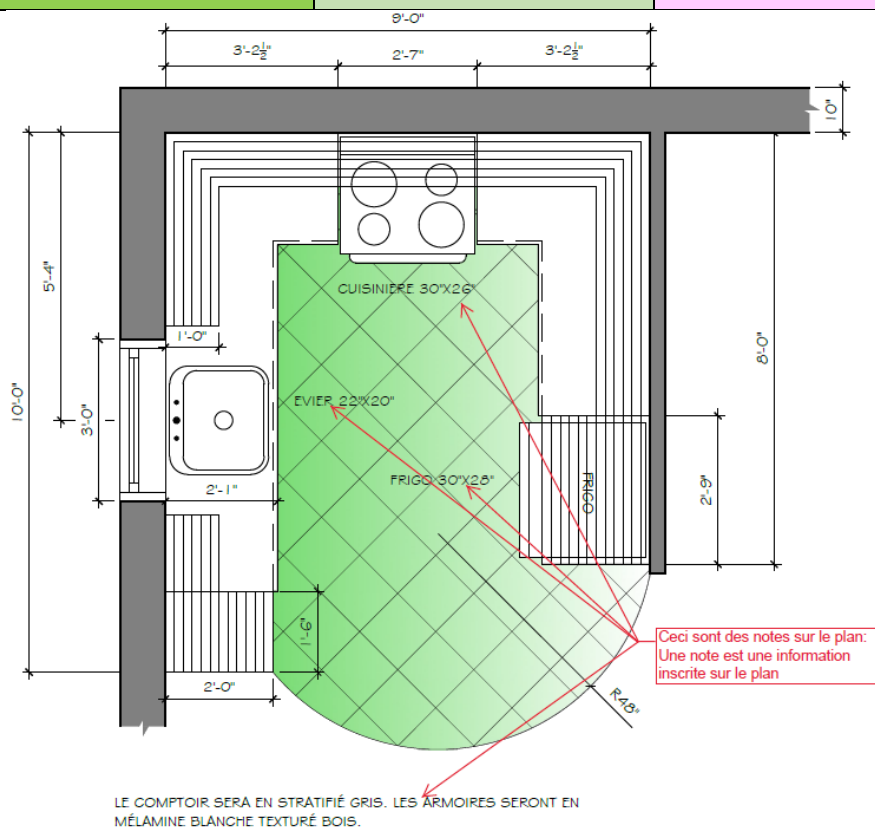 9'-0"
3'-2½" 2'-7" 3'-2½"
10"
5'-4"
CUISINIÈRE 30"X26"
1'-0"
8'-0"
10'-0"
3'-0"
EVIER 22"X20"
2'-1"
FRIGO 30"X28"
FRIGO
2'-9"
1'-6"
2'-0"
Ceci sont des notes sur le plan:
Une note est une information
inscrite sur le plan
R48"
LE COMPTOIR SERA EN STRATIFIÉ GRIS. LES ARMOIRES SERONT EN
MÉLAMINE BLANCHE TEXTURÉ BOIS.